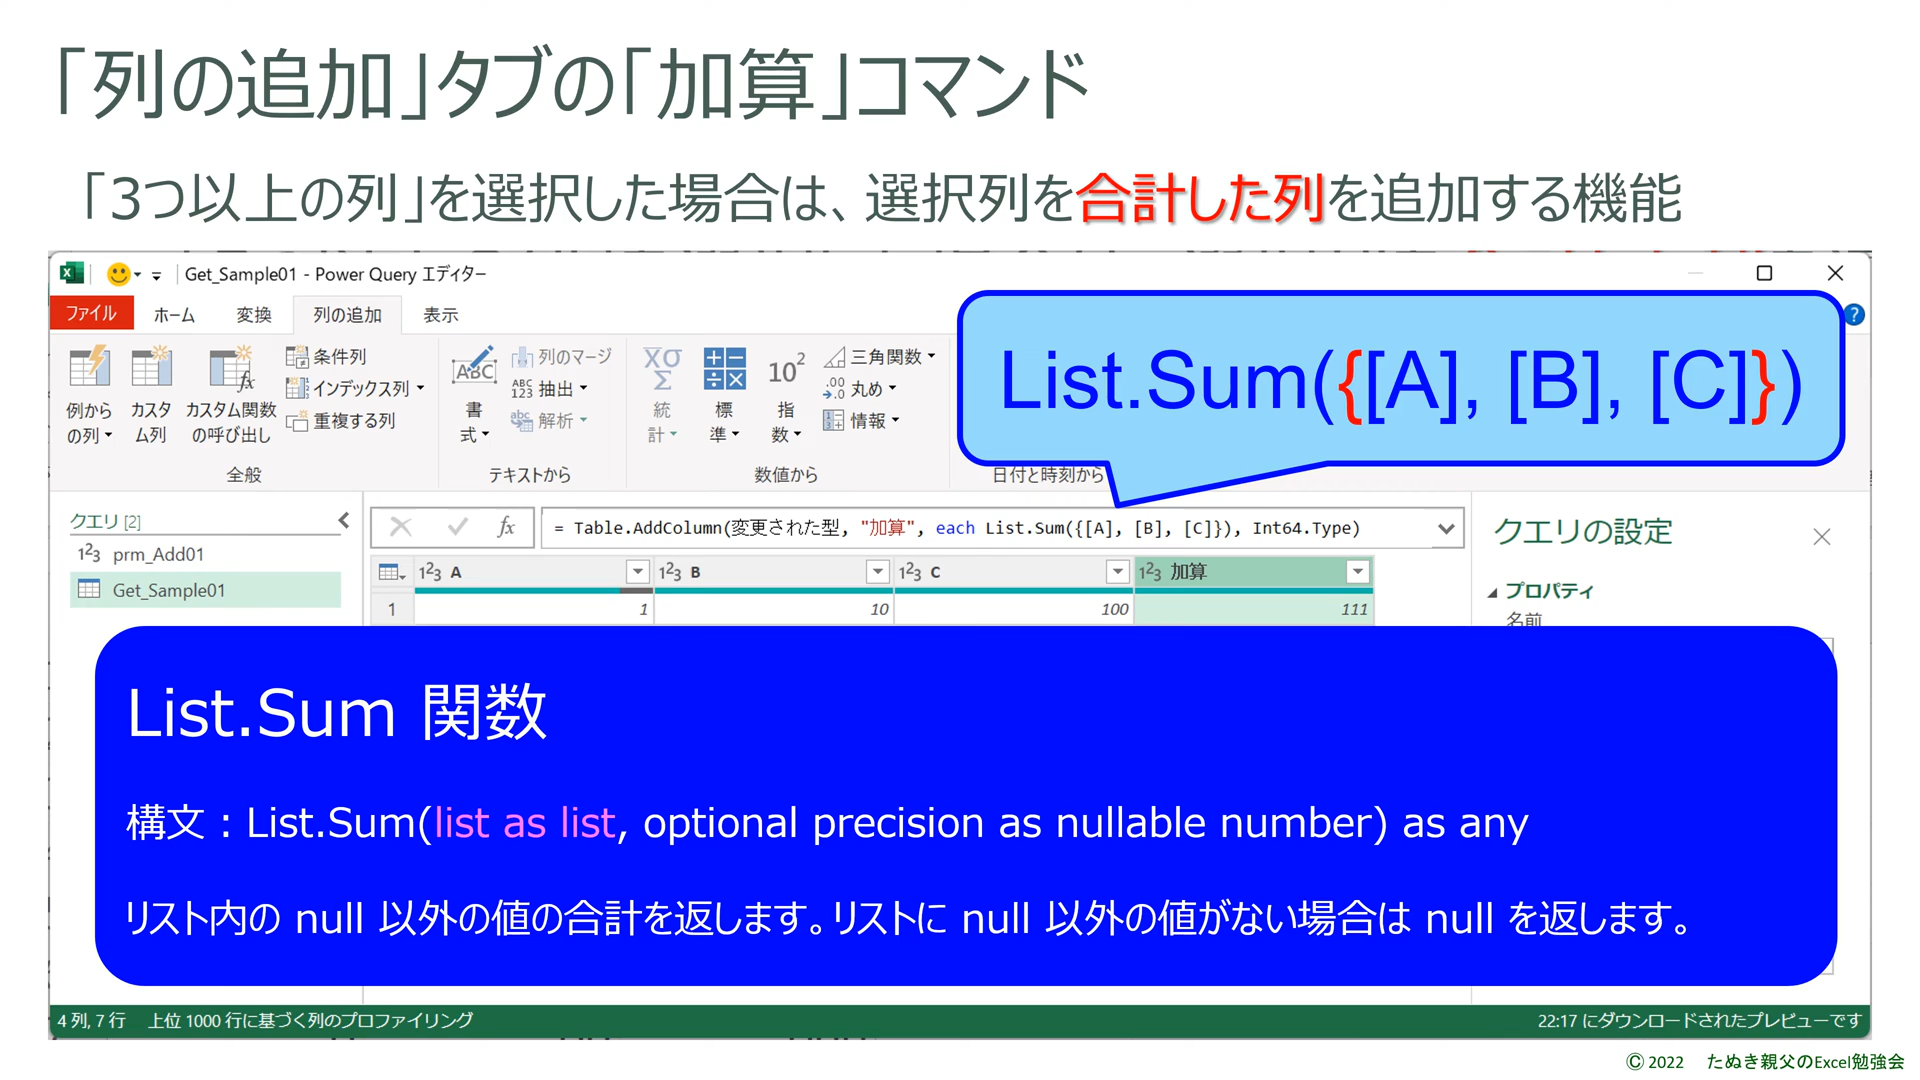 「列の追加」タブの「加算」コマンド
「3つ以上の列」を選択した場合は、選択列を合計した列を追加する機能
Get_Sample01 - Power Query エディター
ファイル ホーム 変換 列の追加 表示
例からの列
カスタム列
カスタム関数の呼び出し
条件列
インデックス列
重複する列
全般
ABC
書式
列のマージ
ABC 123 抽出
abc 解析
テキストから
XΣσ 統計
標準
10² 指数
三角関数
.00 .0 丸め
情報
数値から
日付と時刻から
List.Sum({[A], [B], [C]})
クエリ [2]
1²3 prm_Add01
Get_Sample01
fx = Table.AddColumn(変更された型, "加算", each List.Sum({[A], [B], [C]}), Int64.Type)
1²3 A 1²3 B 1²3 C 1²3 加算
1 1 10 100 111
クエリの設定
プロパティ
名前
List.Sum 関数
構文：List.Sum(list as list, optional precision as nullable number) as any
リスト内の null 以外の値の合計を返します。リストに null 以外の値がない場合は null を返します。
4 列, 7 行 上位 1000 行に基づく列のプロファイリング 22:17 にダウンロードされたプレビューです
© 2022 たぬき親父のExcel勉強会